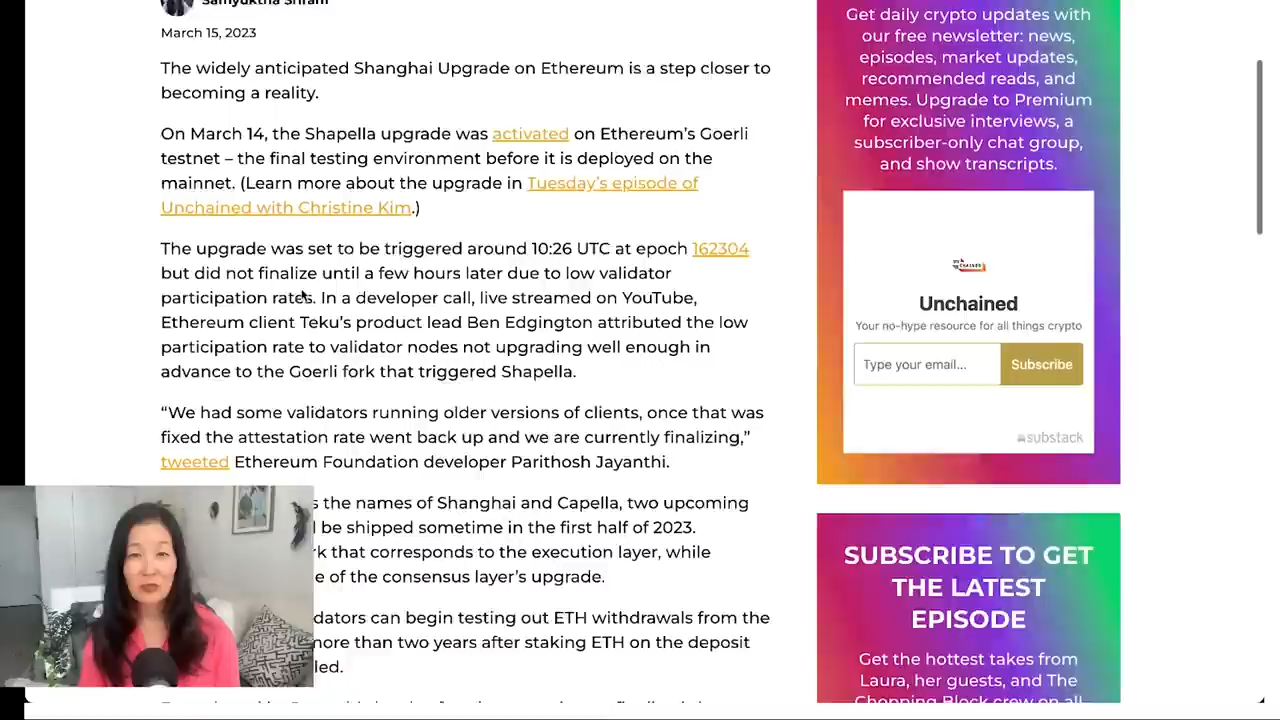 Samyuktha Sriram
March 15, 2023
The widely anticipated Shanghai Upgrade on Ethereum is a step closer to
becoming a reality.
On March 14, the Shapella upgrade was activated on Ethereum's Goerli
testnet – the final testing environment before it is deployed on the
mainnet. (Learn more about the upgrade in Tuesday's episode of
Unchained with Christine Kim.)
The upgrade was set to be triggered around 10:26 UTC at epoch 162304
but did not finalize until a few hours later due to low validator
participation rates. In a developer call, live streamed on YouTube,
Ethereum client Teku's product lead Ben Edgington attributed the low
participation rate to validator nodes not upgrading well enough in
advance to the Goerli fork that triggered Shapella.
“We had some validators running older versions of clients, once that was
fixed the attestation rate went back up and we are currently finalizing,”
tweeted Ethereum Foundation developer Parithosh Jayanthi.
s the names of Shanghai and Capella, two upcoming
be shipped sometime in the first half of 2023.
rk that corresponds to the execution layer, while
e of the consensus layer's upgrade.
dators can begin testing out ETH withdrawals from the
more than two years after staking ETH on the deposit
led.
Get daily crypto updates with
our free newsletter: news,
episodes, market updates,
recommended reads, and
memes. Upgrade to Premium
for exclusive interviews, a
subscriber-only chat group,
and show transcripts.
Unchained
Your no-hype resource for all things crypto
Type your email...
Subscribe
substack
SUBSCRIBE TO GET
THE LATEST
EPISODE
Get the hottest takes from
Laura, her guests, and The
Chopping Block crew on all